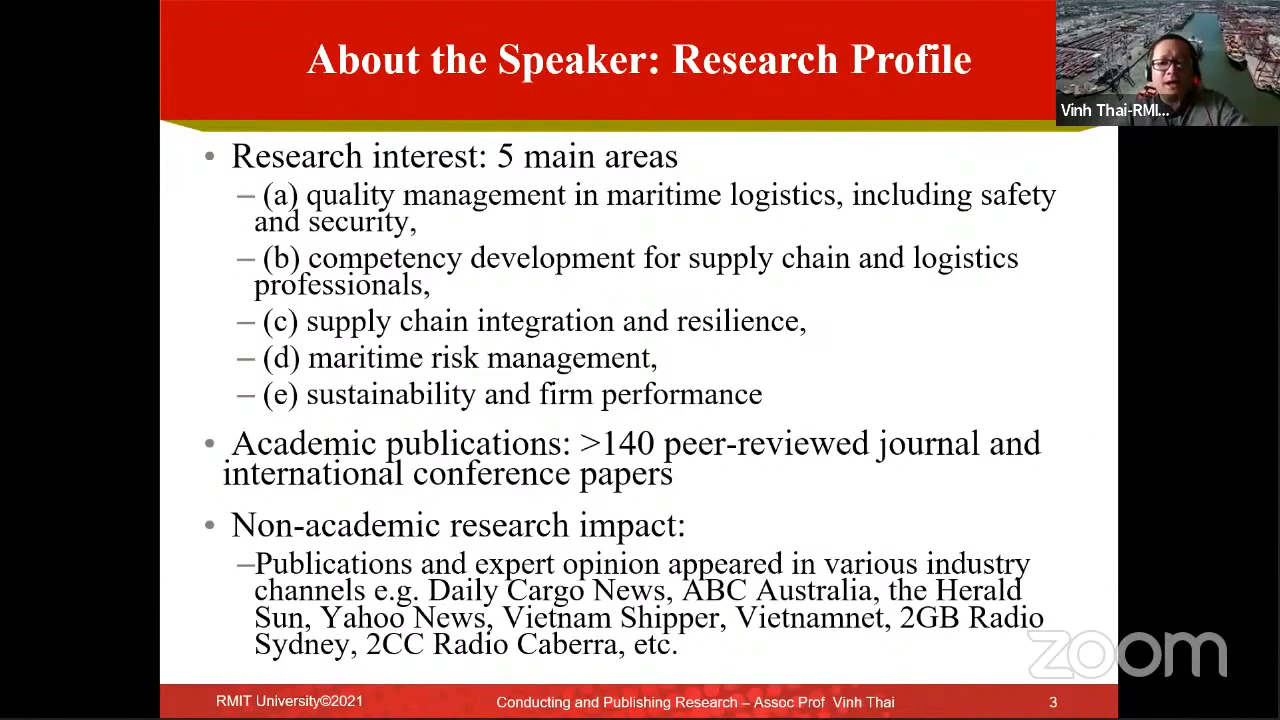 About the Speaker: Research Profile
Vinh Thai-RMI...
• Research interest: 5 main areas
– (a) quality management in maritime logistics, including safety
and security,
– (b) competency development for supply chain and logistics
professionals,
– (c) supply chain integration and resilience,
– (d) maritime risk management,
– (e) sustainability and firm performance
• Academic publications: >140 peer-reviewed journal and
international conference papers
• Non-academic research impact:
–Publications and expert opinion appeared in various industry
channels e.g. Daily Cargo News, ABC Australia, the Herald
Sun, Yahoo News, Vietnam Shipper, Vietnamnet, 2GB Radio
Sydney, 2CC Radio Caberra, etc.
zoom
RMIT University©2021
Conducting and Publishing Research – Assoc Prof Vinh Thai
3